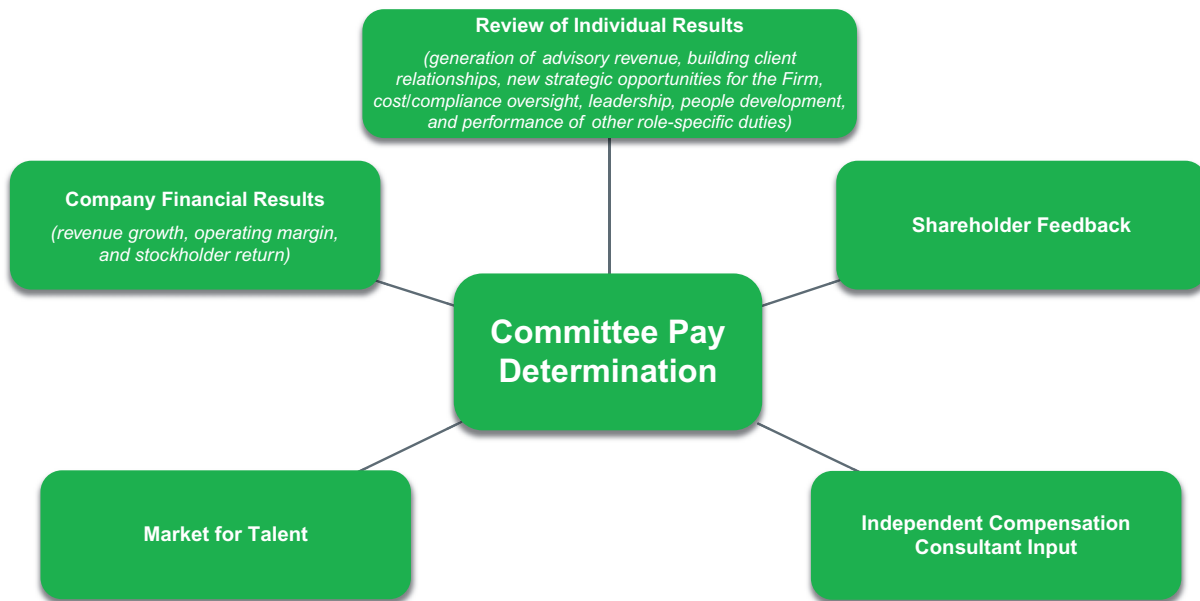 Review of Individual Results
(generation of advisory revenue, building client
relationships, new strategic opportunities for the Firm,
cost/compliance oversight, leadership, people development,
and performance of other role-specific duties)
Company Financial Results
(revenue growth, operating margin,
and stockholder return)
Shareholder Feedback
Committee Pay
Determination
Market for Talent
Independent Compensation
Consultant Input